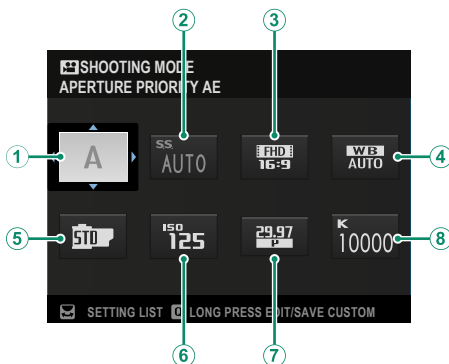 2
3
SHOOTING MODE
APERTURE PRIORITY AE
1
A
S.S. AUTO
FHD 16:9
WB AUTO
4
5
STD
ISO 125
29.97 P
K 10000
8
SETTING LIST Q LONG PRESS EDIT/SAVE CUSTOM
6
7